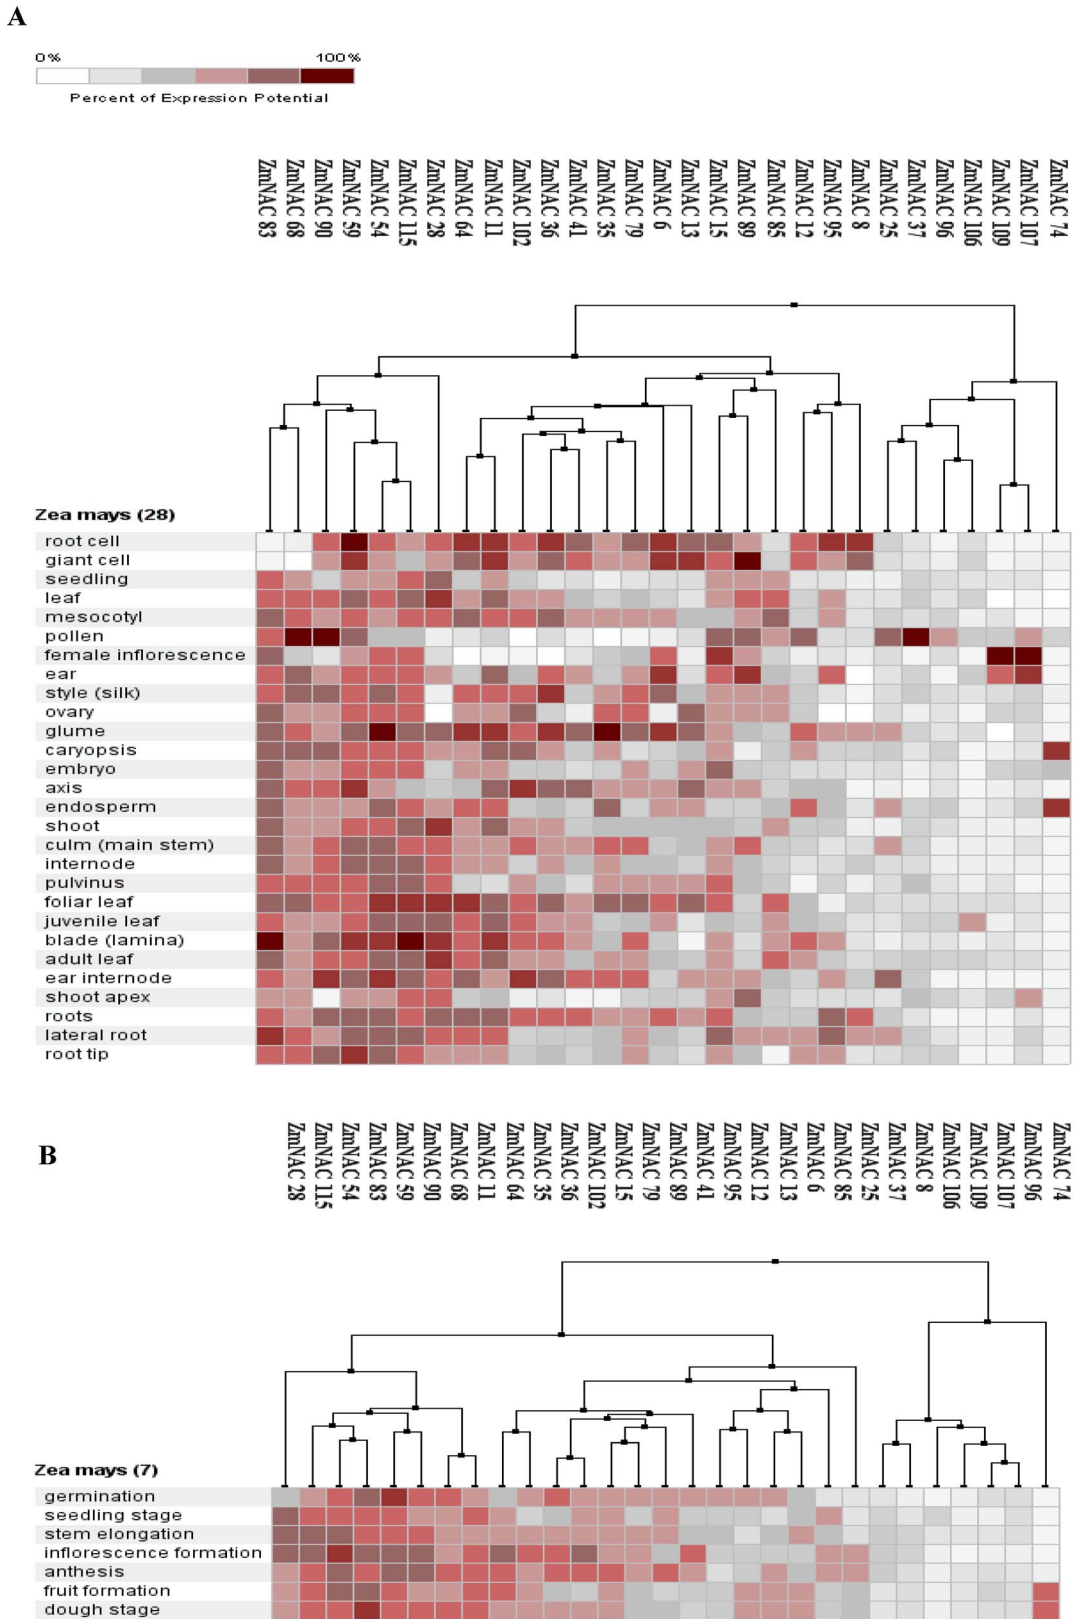 A
0% 100%
Percent of Expression Potential
ZmNAC 83
ZmNAC 68
ZmNAC 90
ZmNAC 59
ZmNAC 54
ZmNAC 115
ZmNAC 28
ZmNAC 64
ZmNAC 11
ZmNAC 102
ZmNAC 36
ZmNAC 41
ZmNAC 35
ZmNAC 79
ZmNAC 6
ZmNAC 13
ZmNAC 15
ZmNAC 89
ZmNAC 85
ZmNAC 12
ZmNAC 95
ZmNAC 8
ZmNAC 25
ZmNAC 37
ZmNAC 96
ZmNAC 106
ZmNAC 109
ZmNAC 107
ZmNAC 74
Zea mays (28)
root cell
giant cell
seedling
leaf
mesocotyl
pollen
female inflorescence
ear
style (silk)
ovary
glume
caryopsis
embryo
axis
endosperm
shoot
culm (main stem)
internode
pulvinus
foliar leaf
juvenile leaf
blade (lamina)
adult leaf
ear internode
shoot apex
roots
lateral root
root tip
B
ZmNAC 28
ZmNAC 115
ZmNAC 54
ZmNAC 83
ZmNAC 59
ZmNAC 90
ZmNAC 68
ZmNAC 11
ZmNAC 64
ZmNAC 35
ZmNAC 36
ZmNAC 102
ZmNAC 15
ZmNAC 79
ZmNAC 89
ZmNAC 41
ZmNAC 95
ZmNAC 12
ZmNAC 13
ZmNAC 6
ZmNAC 85
ZmNAC 25
ZmNAC 37
ZmNAC 8
ZmNAC 106
ZmNAC 109
ZmNAC 107
ZmNAC 96
ZmNAC 74
Zea mays (7)
germination
seedling stage
stem elongation
inflorescence formation
anthesis
fruit formation
dough stage